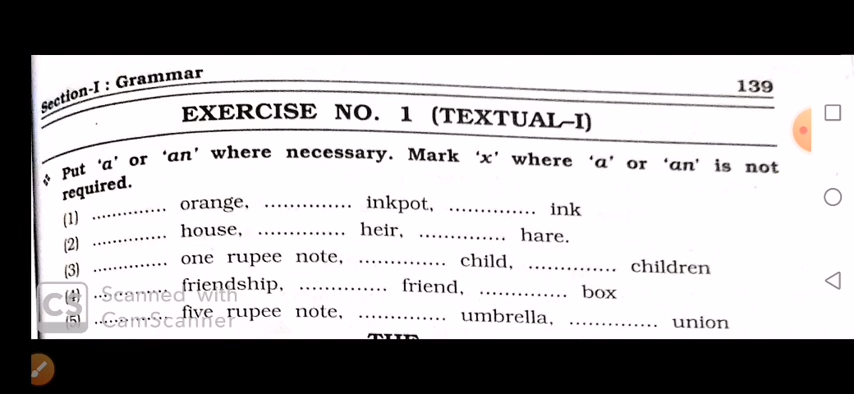 Section-I : Grammar
139
EXERCISE NO. 1 (TEXTUAL–I)
❖ Put 'a' or 'an' where necessary. Mark 'x' where 'a' or 'an' is not
required.
(1) .............. orange, ................ inkpot, ................ ink
(2) .............. house, ................ heir, ................ hare.
(3) .............. one rupee note, ................ child, ................ children
(4) .............. friendship, ................ friend, ................ box
(5) .............. five rupee note, ................ umbrella, ................ union
CS Scanned with
CamScanner